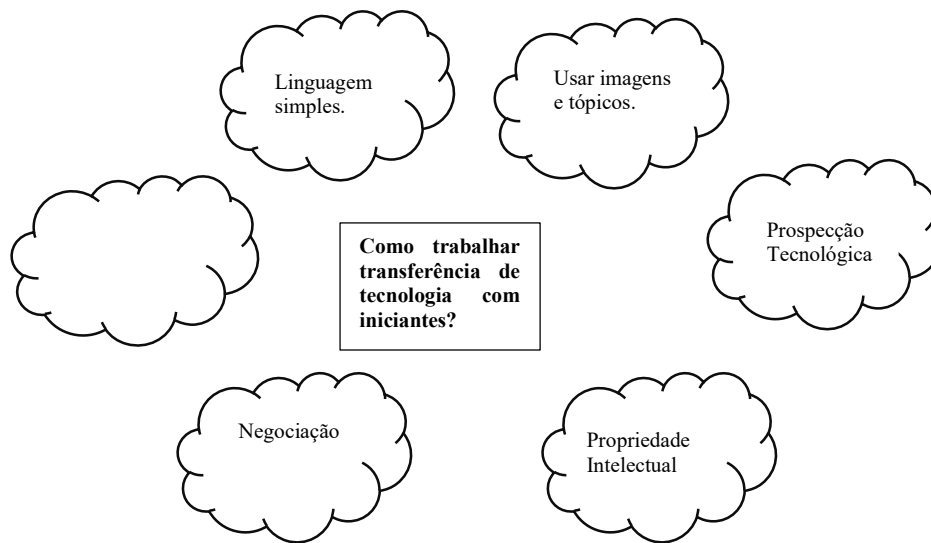 Linguagem
simples.
Usar imagens
e tópicos.
Prospecção
Tecnológica
Como trabalhar
transferência de
tecnologia com
iniciantes?
Negociação
Propriedade
Intelectual